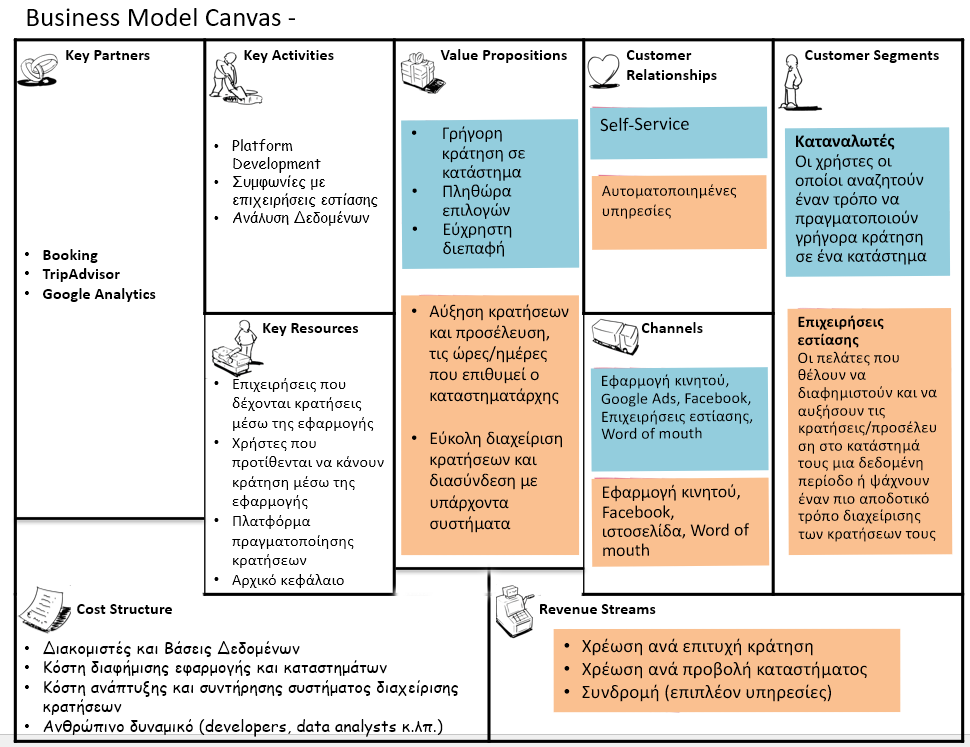 Business Model Canvas -
Key Partners
• Booking
• TripAdvisor
• Google Analytics
Key Activities
• Platform
Development
• Συμφωνίες με
επιχειρήσεις εστίασης
• Ανάλυση Δεδομένων
Key Resources
• Επιχειρήσεις που
δέχονται κρατήσεις
μέσω της εφαρμογής
• Χρήστες που
προτίθενται να κάνουν
κράτηση μέσω της
εφαρμογής
• Πλατφόρμα
πραγματοποίησης
κρατήσεων
• Αρχικό κεφάλαιο
Value Propositions
• Γρήγορη
κράτηση σε
κατάστημα
• Πληθώρα
επιλογών
• Εύχρηστη
διεπαφή
• Αύξηση κρατήσεων
και προσέλευση,
τις ώρες/ημέρες
που επιθυμεί ο
καταστηματάρχης
• Εύκολη διαχείριση
κρατήσεων και
διασύνδεση με
υπάρχοντα
συστήματα
Customer
Relationships
Self-Service
Αυτοματοποιημένες
υπηρεσίες
Channels
Εφαρμογή κινητού,
Google Ads, Facebook,
Επιχειρήσεις εστίασης,
Word of mouth
Εφαρμογή κινητού,
Facebook,
ιστοσελίδα, Word of
mouth
Customer Segments
Καταναλωτές
Οι χρήστες οι
οποίοι αναζητούν
έναν τρόπο να
πραγματοποιούν
γρήγορα κράτηση
σε ένα κατάστημα
Επιχειρήσεις
εστίασης
Οι πελάτες που
θέλουν να
διαφημιστούν και να
αυξήσουν τις
κρατήσεις/προσέλευ
ση στο κατάστημά
τους μια δεδομένη
περίοδο ή ψάχνουν
έναν πιο αποδοτικό
τρόπο διαχείρισης
των κρατήσεων τους
Cost Structure
• Διακομιστές και Βάσεις Δεδομένων
• Κόστη διαφήμισης εφαρμογής και καταστημάτων
• Κόστη ανάπτυξης και συντήρησης συστήματος διαχείρισης
κρατήσεων
• Ανθρώπινο δυναμικό (developers, data analysts κ.λπ.)
Revenue Streams
• Χρέωση ανά επιτυχή κράτηση
• Χρέωση ανά προβολή καταστήματος
• Συνδρομή (επιπλέον υπηρεσίες)